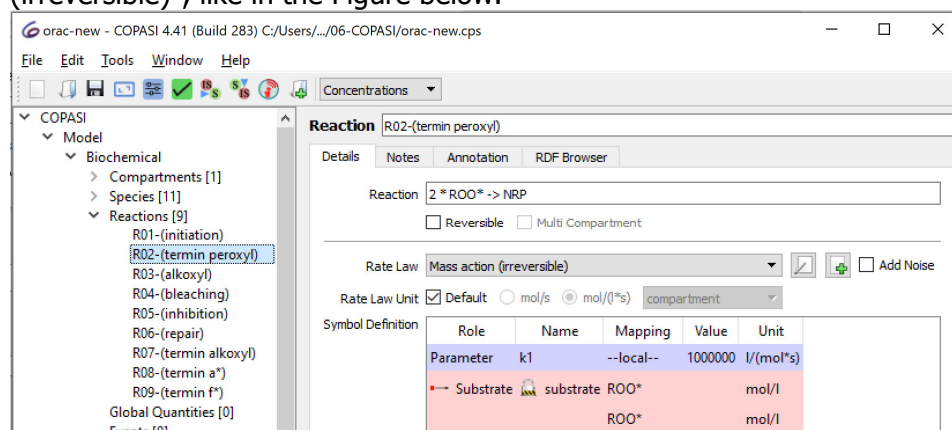 (irreversible)", like in the Figure below.
orac-new - COPASI 4.41 (Build 283) C:/Users/.../06-COPASI/orac-new.cps
File Edit Tools Window Help
Concentrations
COPASI
Model
Biochemical
Compartments [1]
Species [11]
Reactions [9]
R01-(initiation)
R02-(termin peroxyl)
R03-(alkoxyl)
R04-(bleaching)
R05-(inhibition)
R06-(repair)
R07-(termin alkoxyl)
R08-(termin a*)
R09-(termin f*)
Global Quantities [0]
Reaction R02-(termin peroxyl)
Details Notes Annotation RDF Browser
Reaction 2 * ROO* -> NRP
Reversible Multi Compartment
Rate Law Mass action (irreversible) Add Noise
Rate Law Unit Default mol/s mol/(l*s) compartment
Symbol Definition
Role Name Mapping Value Unit
Parameter k1 --local-- 1000000 l/(mol*s)
Substrate substrate ROO* mol/l
ROO* mol/l